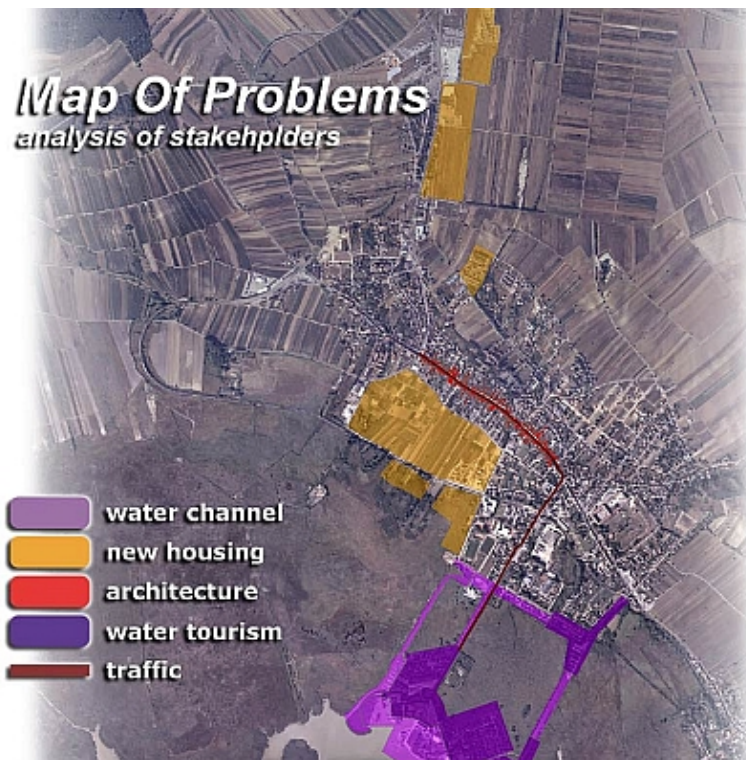 Map Of Problems
analysis of stakehplders
water channel
new housing
architecture
water tourism
traffic